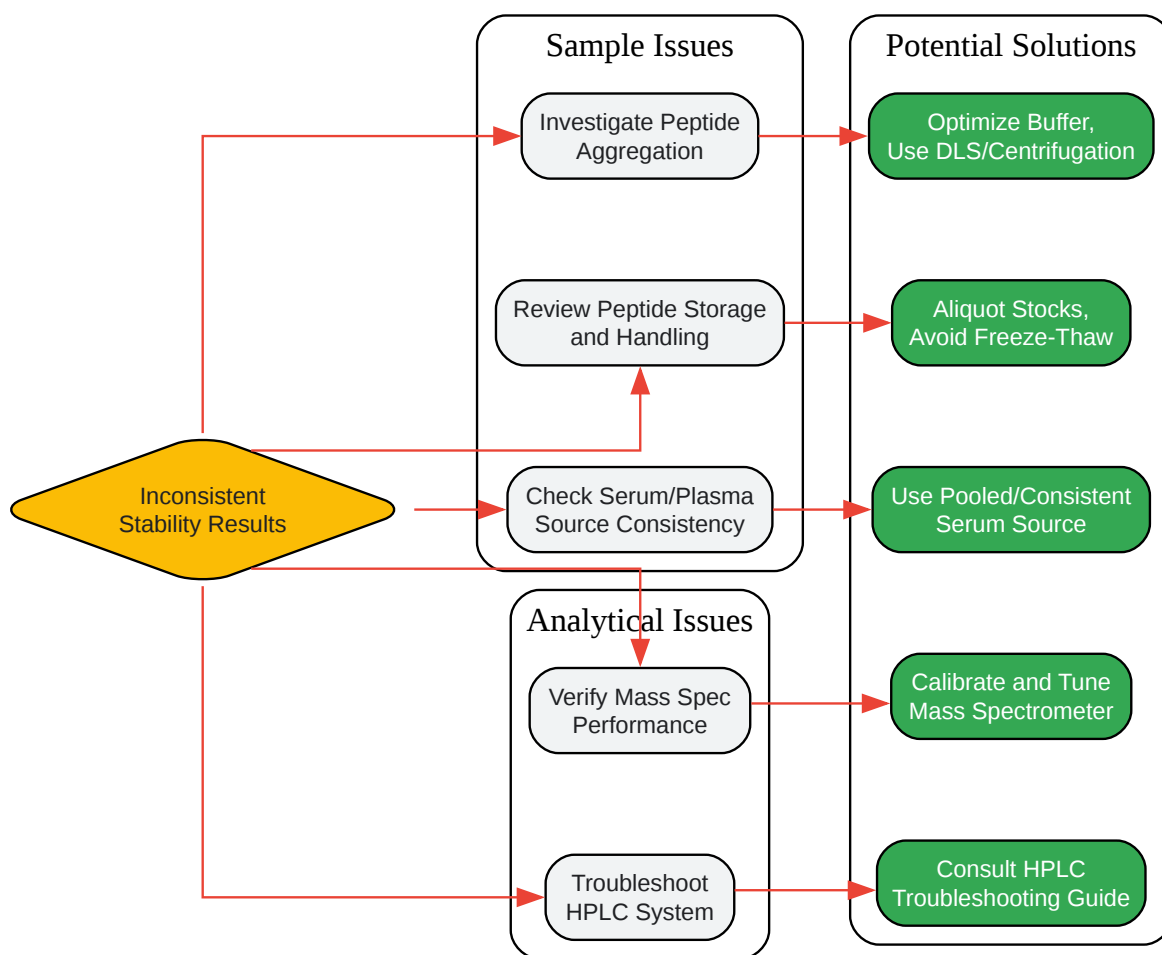 Sample Issues
Potential Solutions
Investigate Peptide
Aggregation
Optimize Buffer,
Use DLS/Centrifugation
Review Peptide Storage
and Handling
Aliquot Stocks,
Avoid Freeze-Thaw
Inconsistent
Stability Results
Check Serum/Plasma
Source Consistency
Use Pooled/Consistent
Serum Source
Analytical Issues
Verify Mass Spec
Performance
Calibrate and Tune
Mass Spectrometer
Troubleshoot
HPLC System
Consult HPLC
Troubleshooting Guide